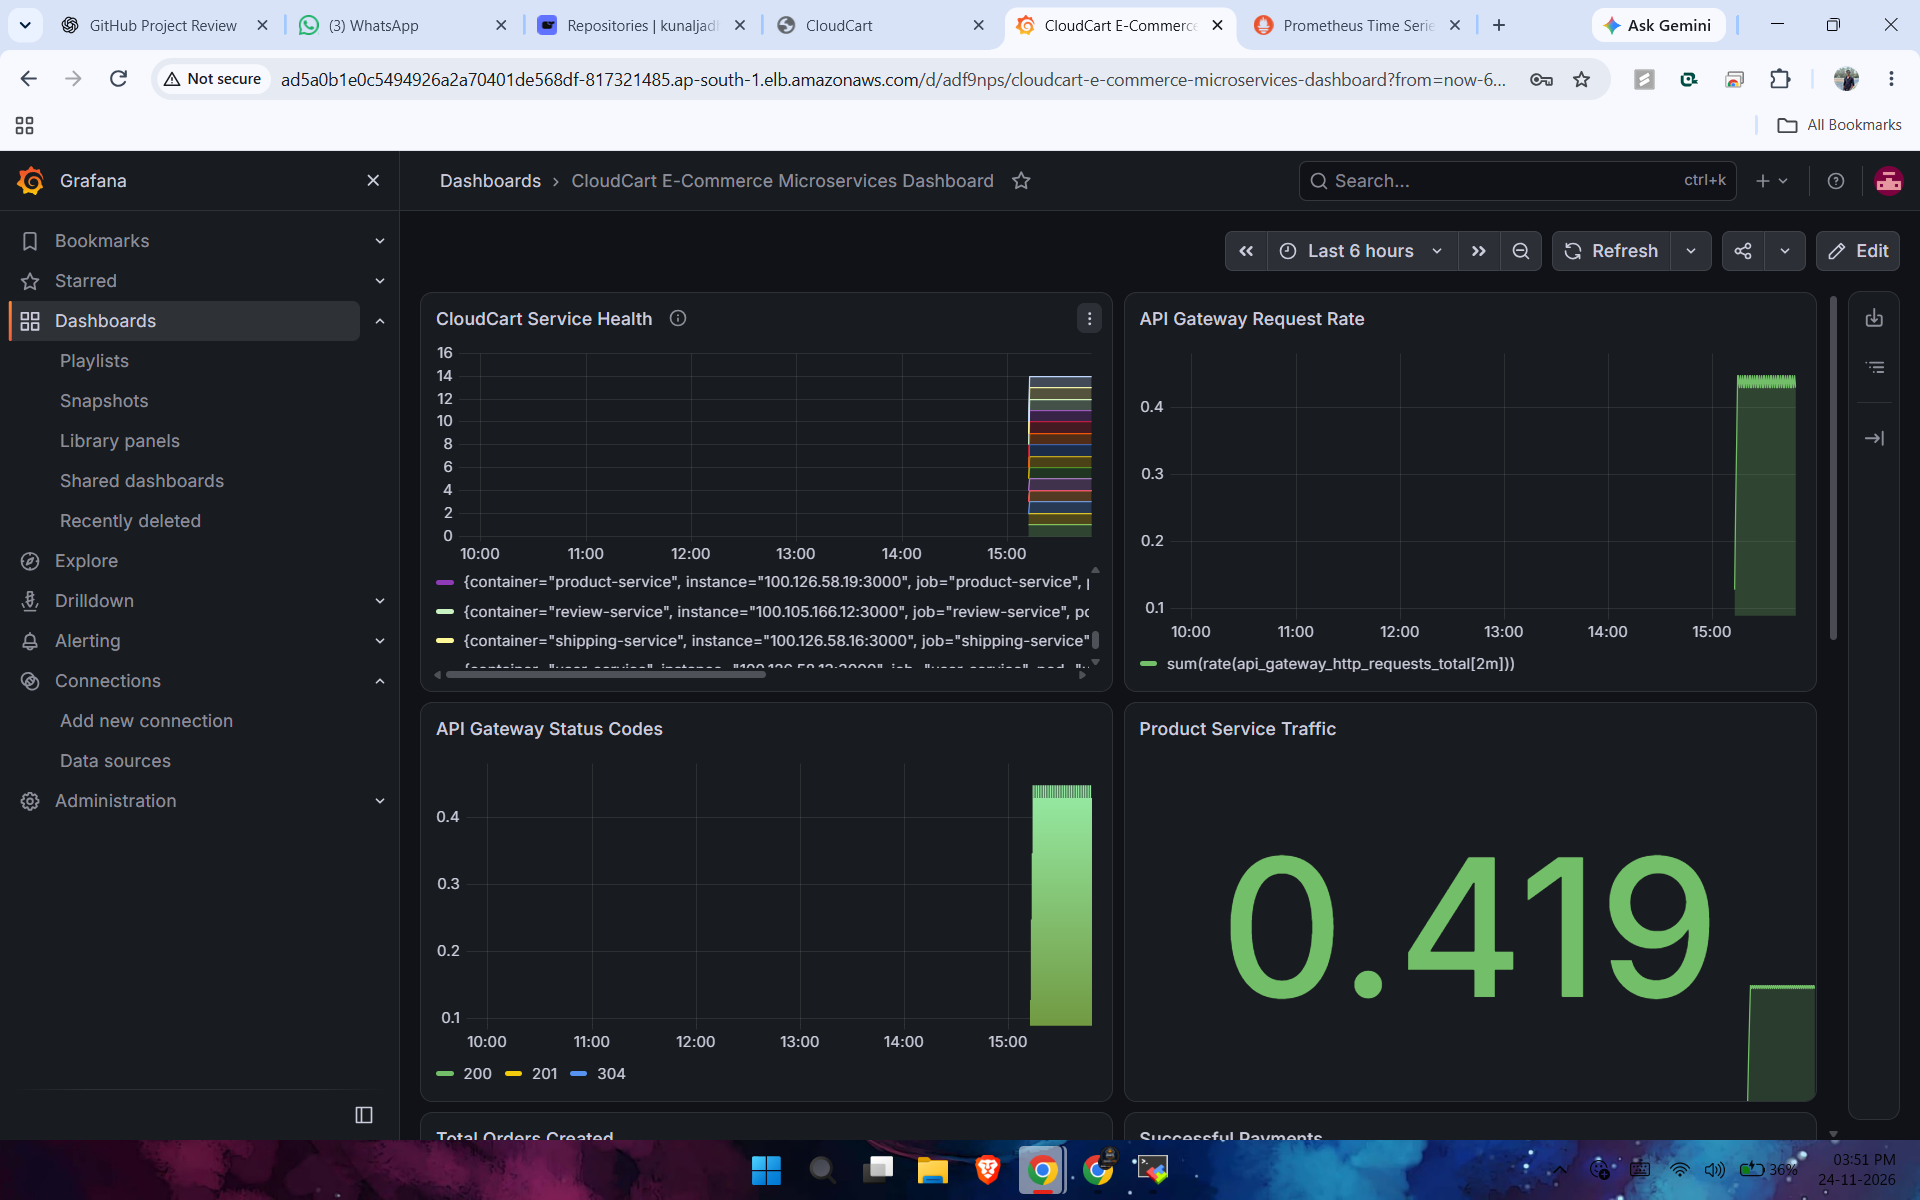 GitHub Project Review
(3) WhatsApp
Repositories | kunaljadh
CloudCart
CloudCart E-Commerce
Prometheus Time Serie
Ask Gemini
Not secure
ad5a0b1e0c5494926a2a70401de568df-817321485.ap-south-1.elb.amazonaws.com/d/adf9nps/cloudcart-e-commerce-microservices-dashboard?from=now-6...
All Bookmarks
Grafana
Dashboards › CloudCart E-Commerce Microservices Dashboard
Search...
ctrl+k
Bookmarks
Starred
Dashboards
Playlists
Snapshots
Library panels
Shared dashboards
Recently deleted
Explore
Drilldown
Alerting
Connections
Add new connection
Data sources
Administration
Last 6 hours
Refresh
Edit
CloudCart Service Health
16
14
12
10
8
6
4
2
0
10:00 11:00 12:00 13:00 14:00 15:00
{container="product-service", instance="100.126.58.19:3000", job="product-service",
{container="review-service", instance="100.105.166.12:3000", job="review-service", po
{container="shipping-service", instance="100.126.58.16:3000", job="shipping-service"
API Gateway Request Rate
0.4
0.3
0.2
0.1
10:00 11:00 12:00 13:00 14:00 15:00
sum(rate(api_gateway_http_requests_total[2m]))
API Gateway Status Codes
0.4
0.3
0.2
0.1
10:00 11:00 12:00 13:00 14:00 15:00
200 201 304
Product Service Traffic
0.419
Total Orders Created
Successful Payments
36%
03:51 PM
24-11-2026